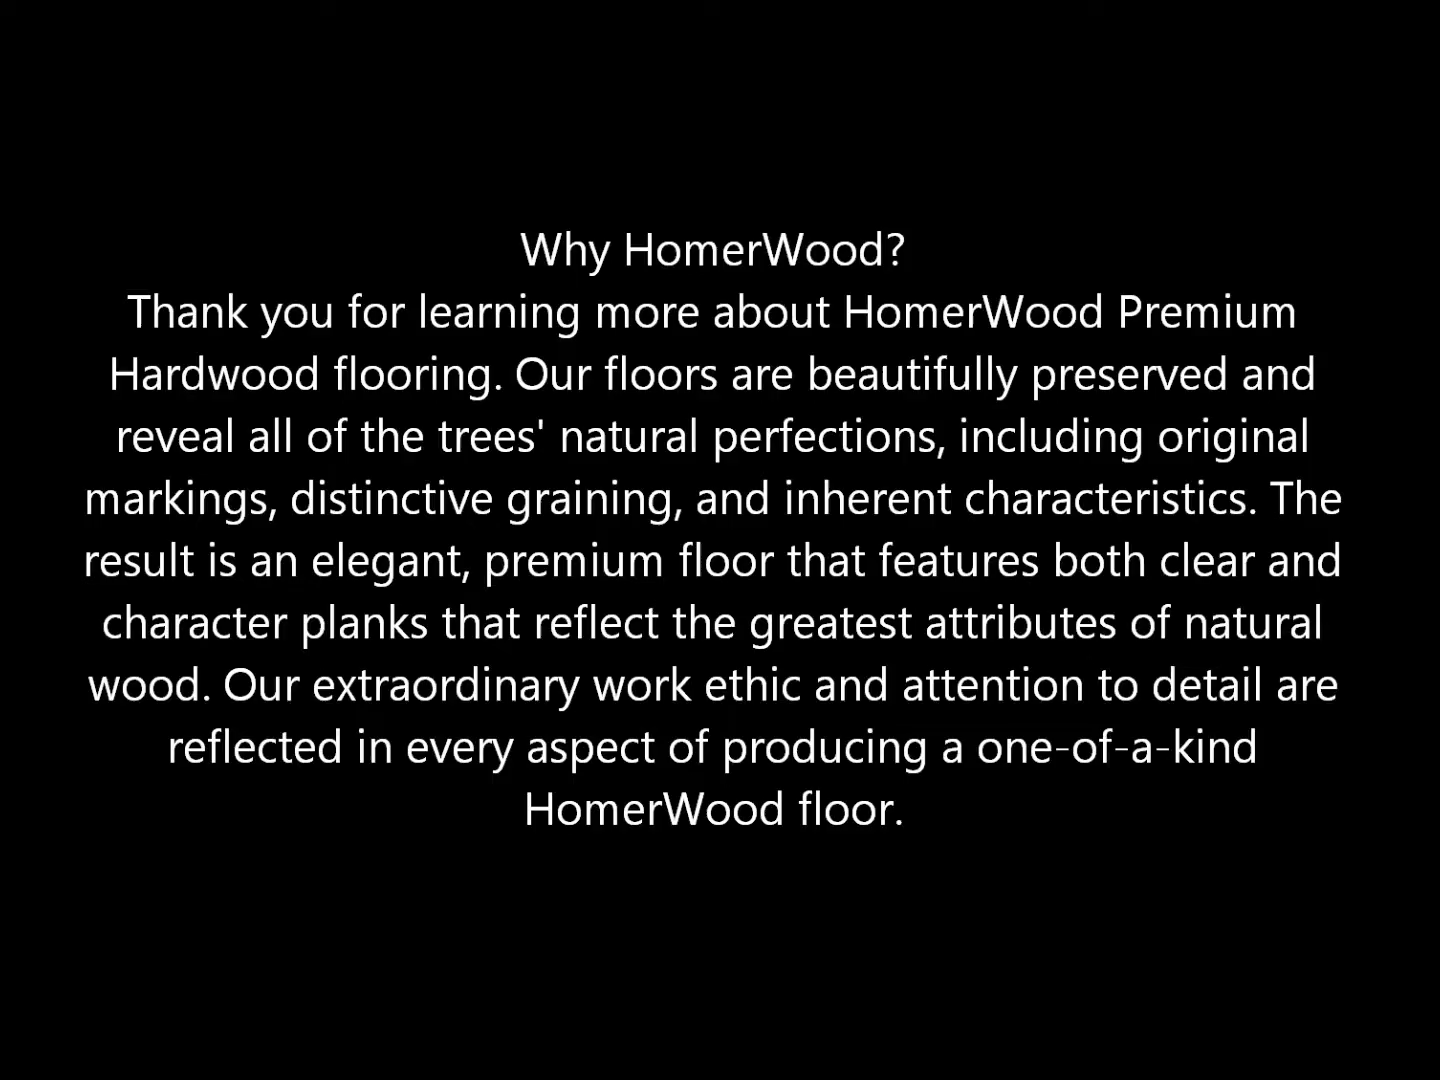 Why HomerWood?
Thank you for learning more about HomerWood Premium
Hardwood flooring. Our floors are beautifully preserved and
reveal all of the trees' natural perfections, including original
markings, distinctive graining, and inherent characteristics. The
result is an elegant, premium floor that features both clear and
character planks that reflect the greatest attributes of natural
wood. Our extraordinary work ethic and attention to detail are
reflected in every aspect of producing a one-of-a-kind
HomerWood floor.